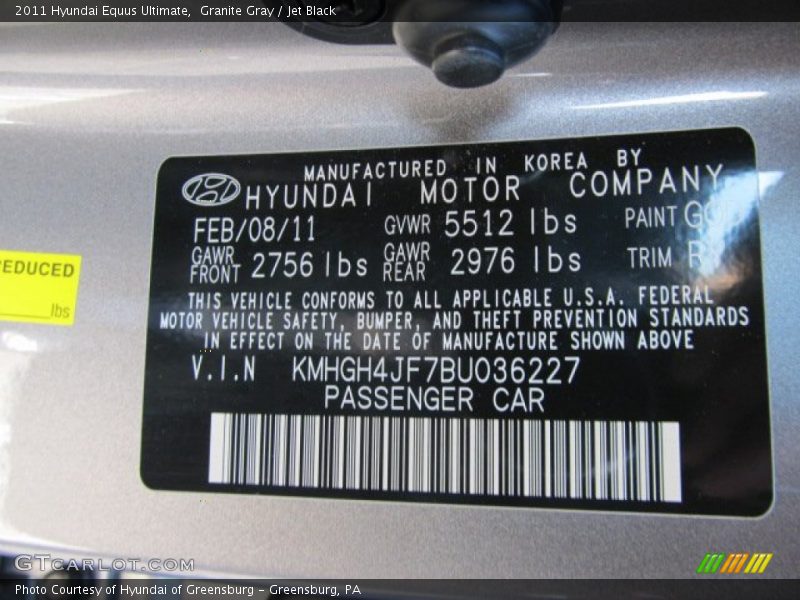 2011 Hyundai Equus Ultimate,  Granite Gray / Jet Black
MANUFACTURED IN KOREA BY
HYUNDAI MOTOR COMPANY
FEB/08/11 GVWR 5512 lbs PAINT
GAWR FRONT 2756 lbs GAWR REAR 2976 lbs TRIM
THIS VEHICLE CONFORMS TO ALL APPLICABLE U.S.A. FEDERAL
MOTOR VEHICLE SAFETY, BUMPER, AND THEFT PREVENTION STANDARDS
IN EFFECT ON THE DATE OF MANUFACTURE SHOWN ABOVE
V.I.N KMHGH4JF7BU036227
PASSENGER CAR
EDUCED
lbs
GTCARLOT.COM
Photo Courtesy of Hyundai of Greensburg – Greensburg, PA